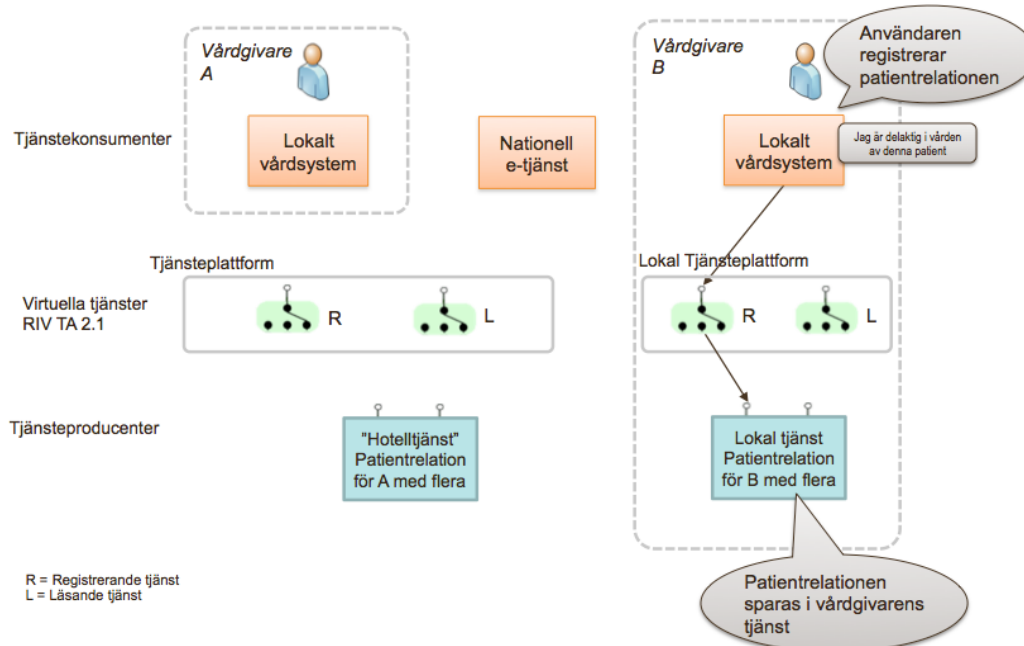 Vårdgivare
A
Vårdgivare
B
Användaren
registrerar
patientrelationen
Tjänstekonsumenter
Lokalt
vårdsystem
Nationell
e-tjänst
Lokalt
vårdsystem
Jag är delaktig i vården
av denna patient
Tjänsteplattform
Lokal Tjänsteplattform
Virtuella tjänster
RIV TA 2.1
R
L
R
L
Tjänsteproducenter
"Hotelltjänst"
Patientrelation
för A med flera
Lokal tjänst
Patientrelation
för B med flera
R = Registrerande tjänst
L = Läsande tjänst
Patientrelationen
sparas i vårdgivarens
tjänst